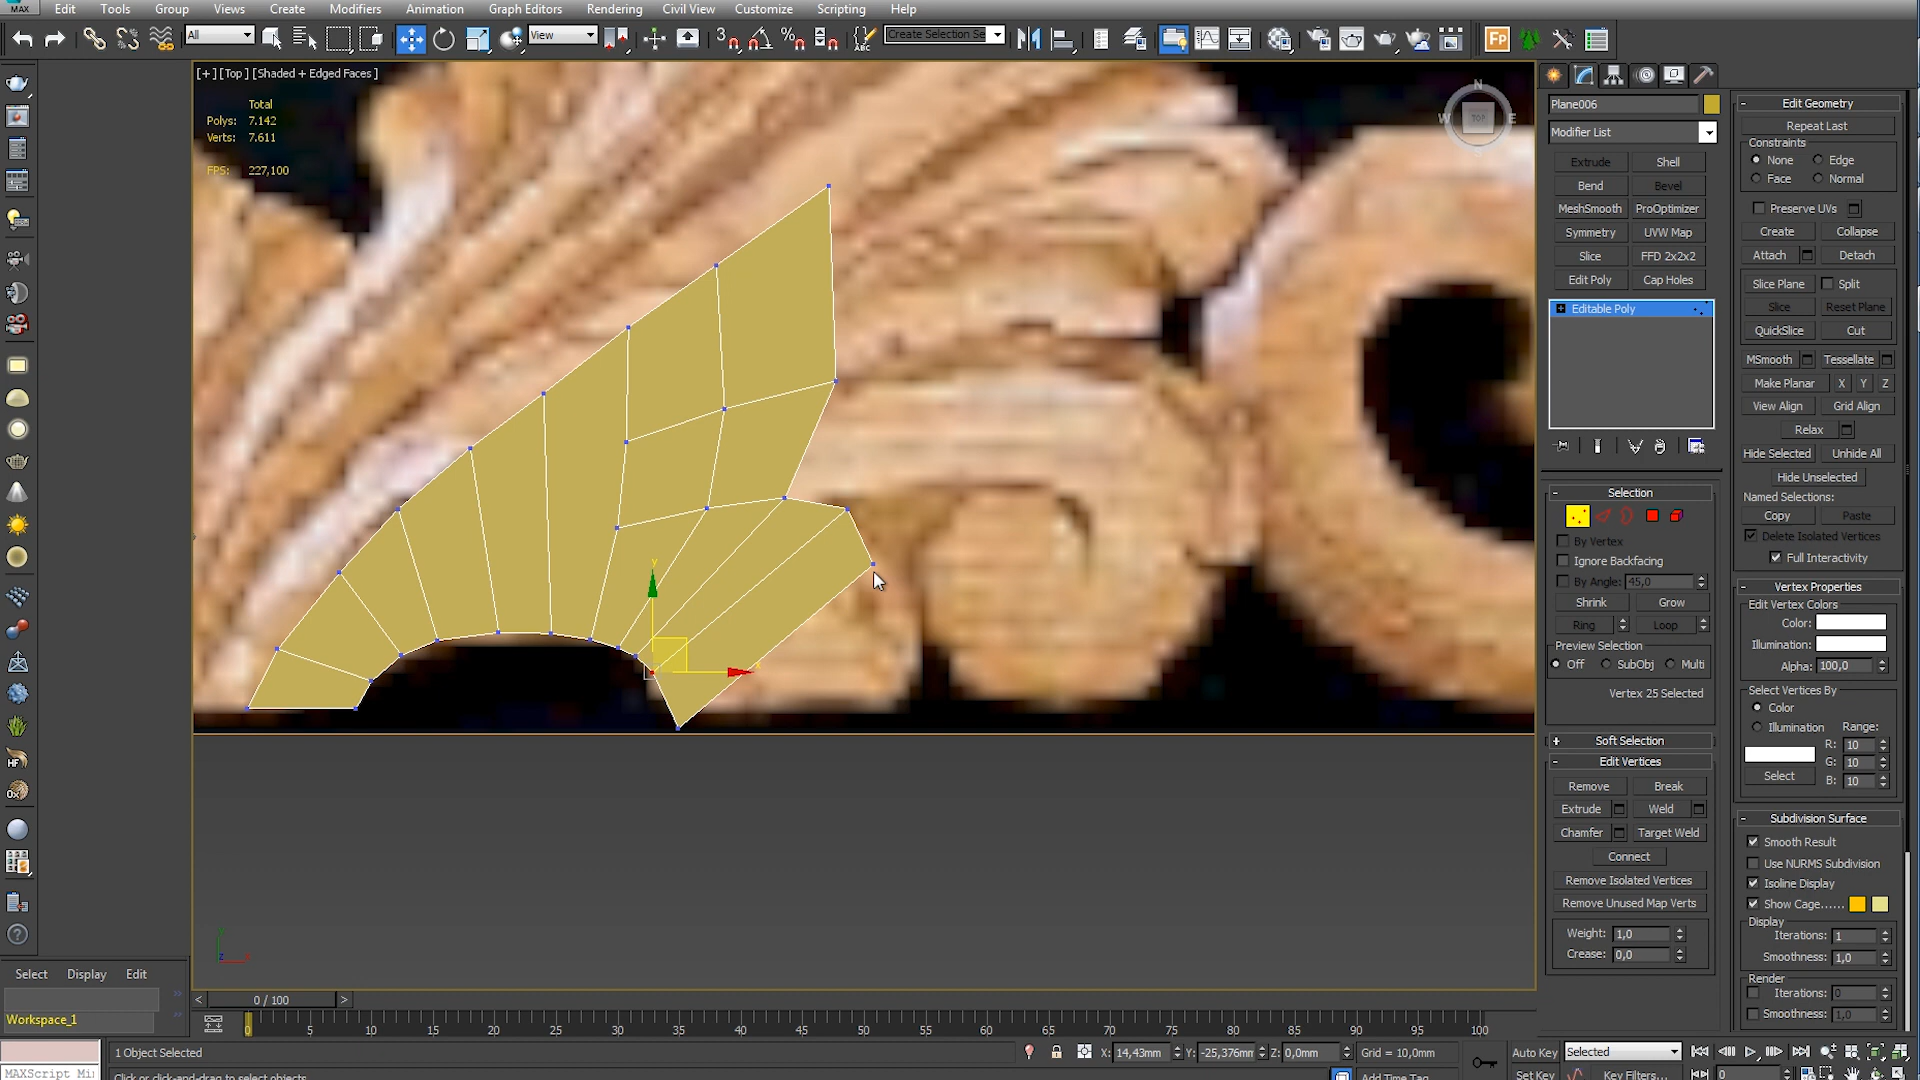 MAX Edit Tools Group Views Create Modifiers Animation Graph Editors Rendering Civil View Customize Scripting Help
All View ABC Create Selection Se Fp
[+] [Top] [Shaded + Edged Faces]
Total
Polys: 7.142
Verts: 7.611
FPS: 227,100
N
W TOP E
y
x
HF
Select Display Edit
Workspace_1
MAXScript Mi
Plane006
Modifier List
Extrude Shell
Bend Bevel
MeshSmooth ProOptimizer
Symmetry UVW Map
Slice FFD 2x2x2
Edit Poly Cap Holes
Editable Poly
Selection
By Vertex
Ignore Backfacing
By Angle: 45,0
Shrink Grow
Ring Loop
Preview Selection
Off SubObj Multi
Vertex 25 Selected
Soft Selection
Edit Vertices
Remove Break
Extrude Weld
Chamfer Target Weld
Connect
Remove Isolated Vertices
Remove Unused Map Verts
Weight: 1,0
Crease: 0,0
Edit Geometry
Repeat Last
Constraints
None Edge
Face Normal
Preserve UVs
Create Collapse
Attach Detach
Slice Plane Split
Slice Reset Plane
QuickSlice Cut
MSmooth Tessellate
Make Planar X Y Z
View Align Grid Align
Relax
Hide Selected Unhide All
Hide Unselected
Named Selections:
Copy Paste
Delete Isolated Vertices
Full Interactivity
Vertex Properties
Edit Vertex Colors
Color:
Illumination:
Alpha: 100,0
Select Vertices By
Color
Illumination Range:
R: 10
G: 10
Select B: 10
Subdivision Surface
Smooth Result
Use NURMS Subdivision
Isoline Display
Show Cage......
Display
Iterations: 1
Smoothness: 1,0
Render
Iterations: 0
Smoothness: 1,0
< 0 / 100 >
0 5 10 15 20 25 30 35 40 45 50 55 60 65 70 75 80 85 90 95 100
1 Object Selected X: 14,43mm Y: -25,376mm Z: 0,0mm Grid = 10,0mm Auto Key Selected
Click or click-and-drag to select objects Add Time Tag Set Key Key Filters... 0